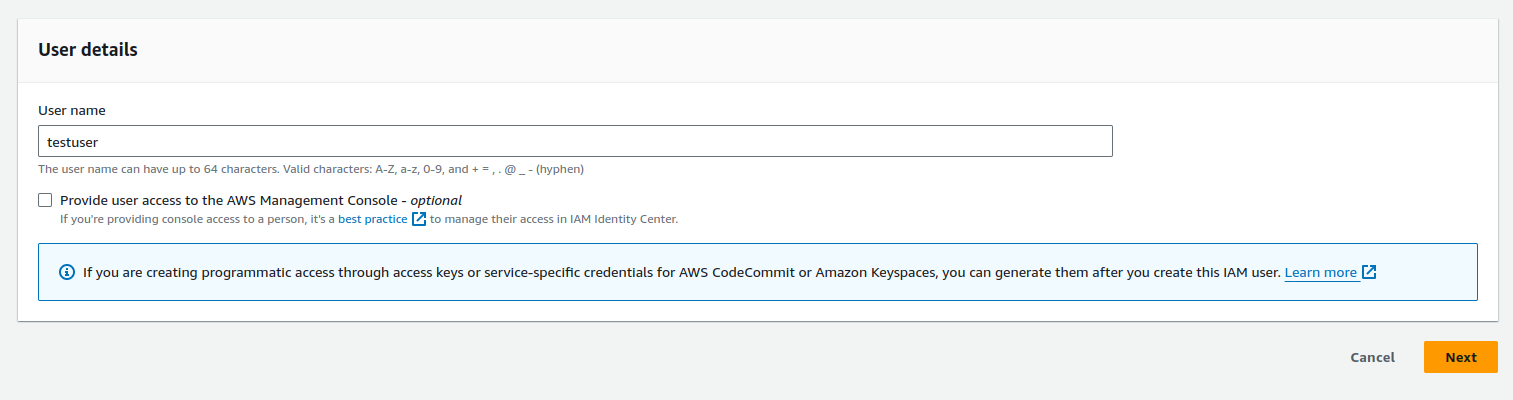 User details
User name
testuser
The user name can have up to 64 characters. Valid characters: A-Z, a-z, 0-9, and + = , . @ _ - (hyphen)
Provide user access to the AWS Management Console - optional
If you're providing console access to a person, it's a best practice to manage their access in IAM Identity Center.
If you are creating programmatic access through access keys or service-specific credentials for AWS CodeCommit or Amazon Keyspaces, you can generate them after you create this IAM user. Learn more
Cancel Next